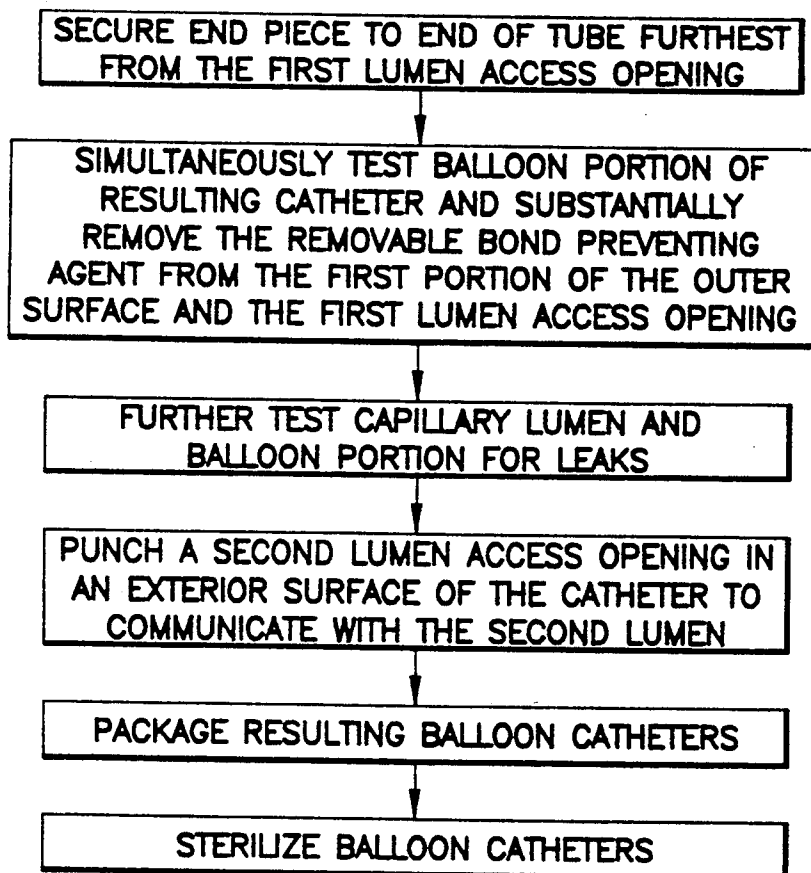 SECURE END PIECE TO END OF TUBE FURTHEST
FROM THE FIRST LUMEN ACCESS OPENING
SIMULTANEOUSLY TEST BALLOON PORTION OF
RESULTING CATHETER AND SUBSTANTIALLY
REMOVE THE REMOVABLE BOND PREVENTING
AGENT FROM THE FIRST PORTION OF THE OUTER
SURFACE AND THE FIRST LUMEN ACCESS OPENING
FURTHER TEST CAPILLARY LUMEN AND
BALLOON PORTION FOR LEAKS
PUNCH A SECOND LUMEN ACCESS OPENING IN
AN EXTERIOR SURFACE OF THE CATHETER TO
COMMUNICATE WITH THE SECOND LUMEN
PACKAGE RESULTING BALLOON CATHETERS
STERILIZE BALLOON CATHETERS